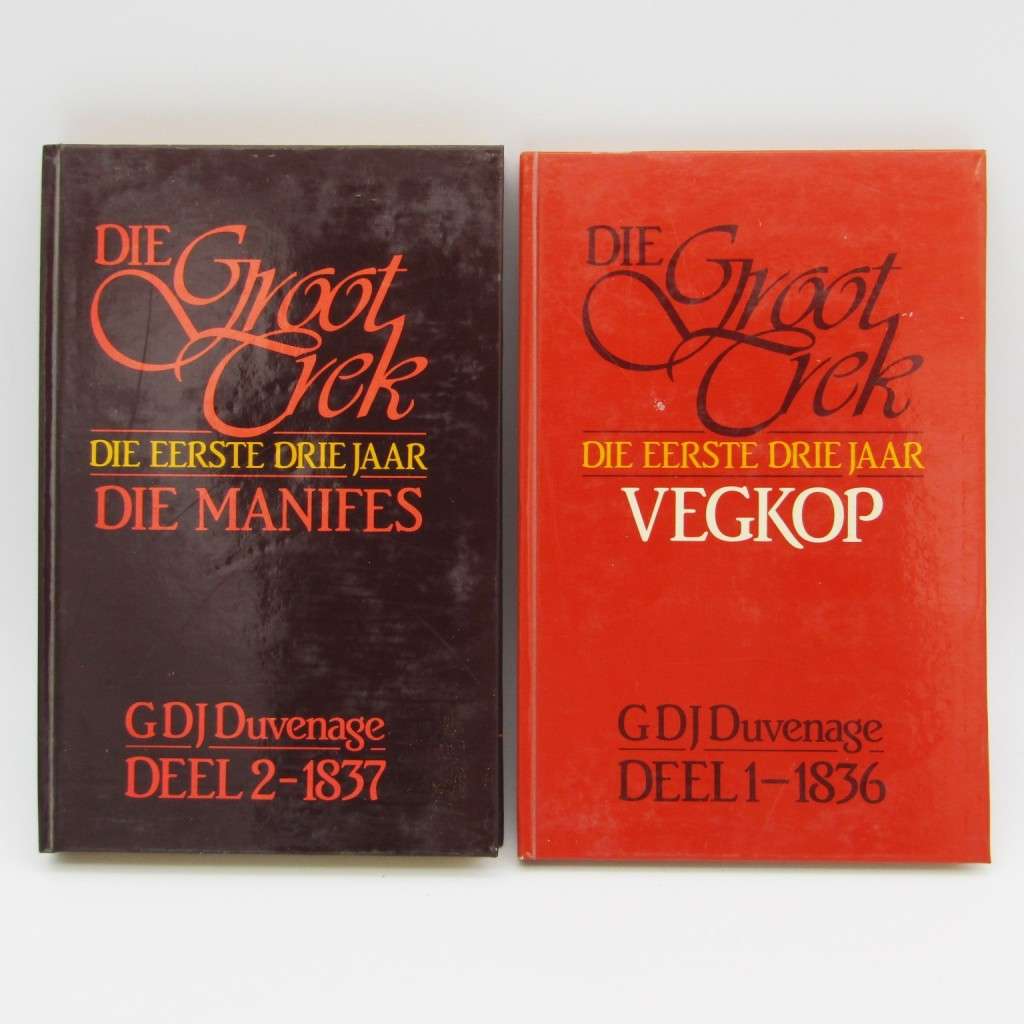 DIE Groot
Trek
DIE EERSTE DRIE JAAR
DIE MANIFES
G DJ Duvenage
DEEL 2-1837
DIE Groot
Trek
DIE EERSTE DRIE JAAR
VEGKOP
G DJ Duvenage
DEEL 1-1836